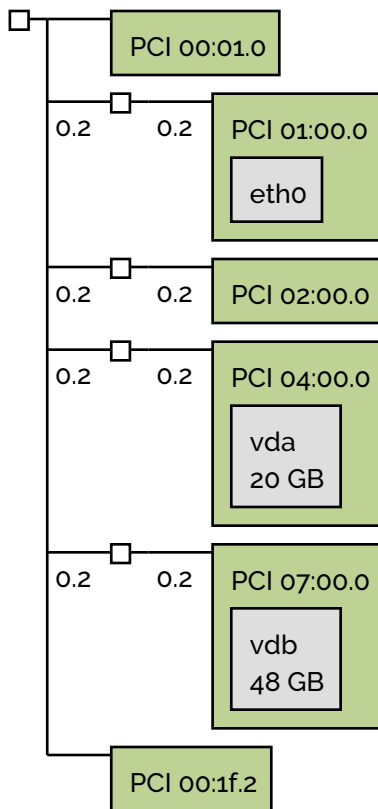 PCI 00:01.0
0.2 0.2 PCI 01:00.0
eth0
0.2 0.2 PCI 02:00.0
0.2 0.2 PCI 04:00.0
vda
20 GB
0.2 0.2 PCI 07:00.0
vdb
48 GB
PCI 00:1f.2